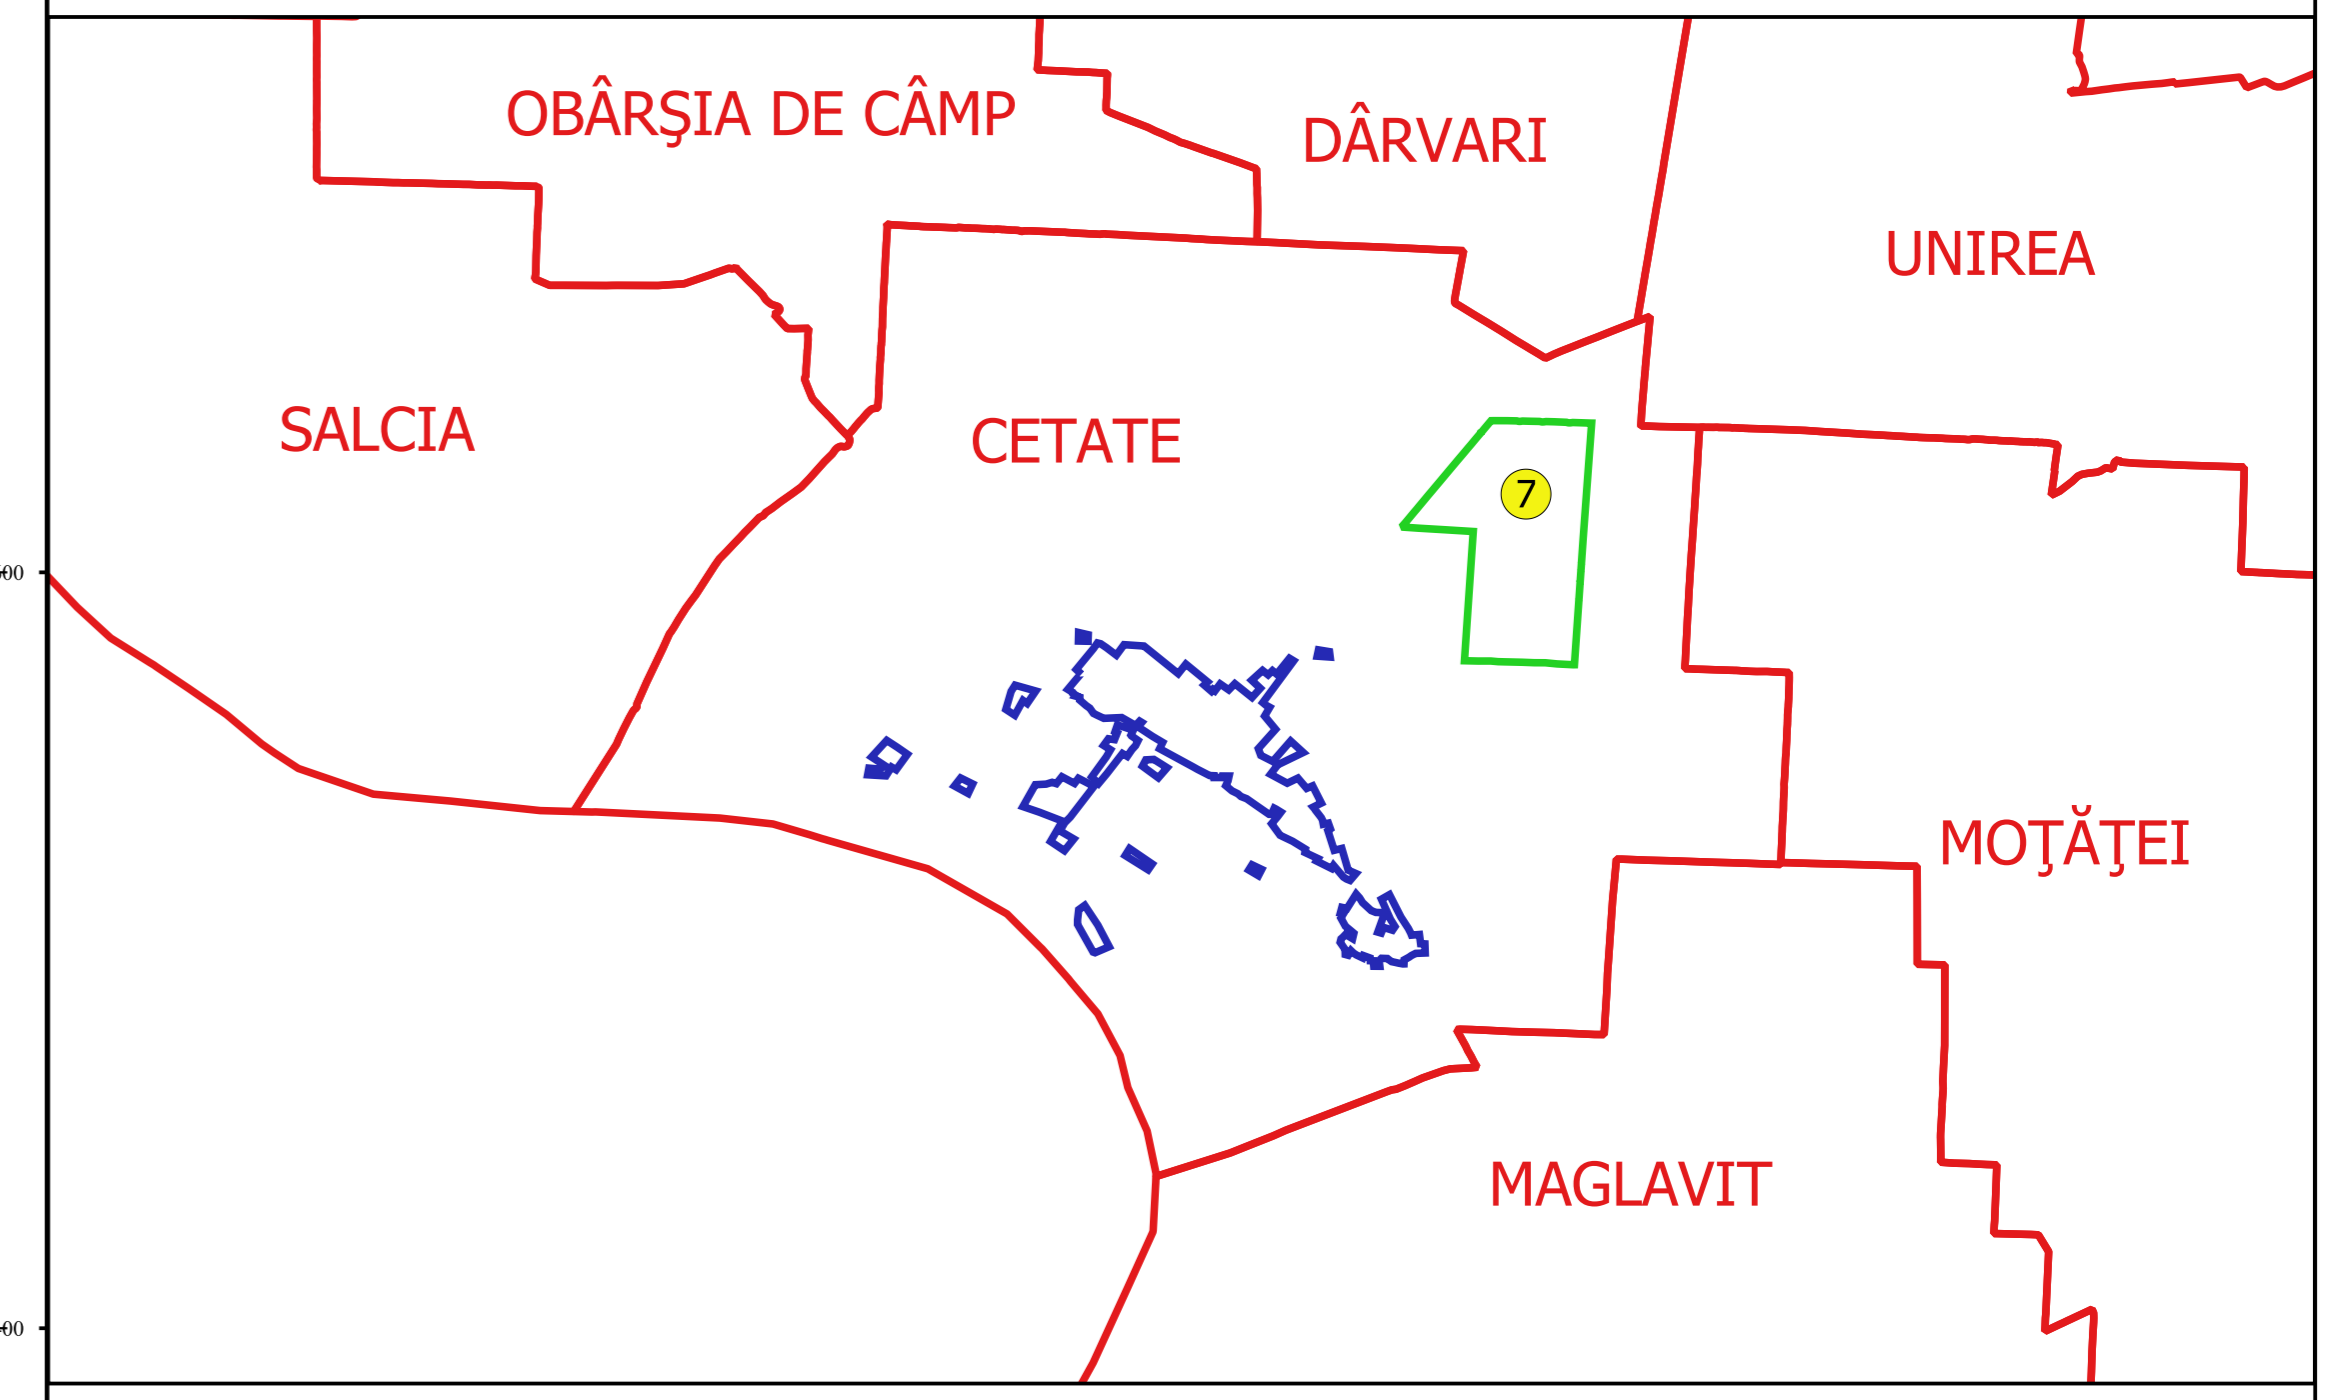 OBÂRŞIA DE CÂMP
DÂRVARI
UNIREA
SALCIA
CETATE
7
MOŢĂŢEI
MAGLAVIT